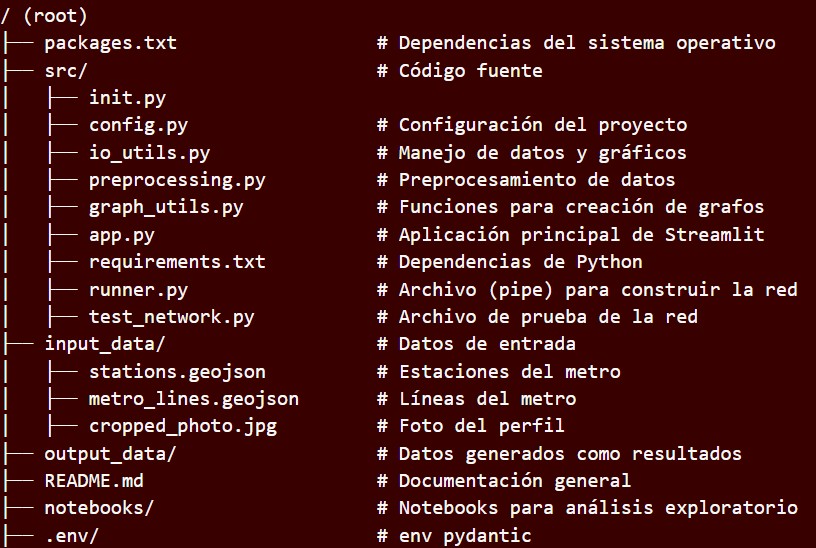 / (root)
├── packages.txt # Dependencias del sistema operativo
├── src/ # Código fuente
│   ├── init.py
│   ├── config.py # Configuración del proyecto
│   ├── io_utils.py # Manejo de datos y gráficos
│   ├── preprocessing.py # Preprocesamiento de datos
│   ├── graph_utils.py # Funciones para creación de grafos
│   ├── app.py # Aplicación principal de Streamlit
│   ├── requirements.txt # Dependencias de Python
│   ├── runner.py # Archivo (pipe) para construir la red
│   ├── test_network.py # Archivo de prueba de la red
├── input_data/ # Datos de entrada
│   ├── stations.geojson # Estaciones del metro
│   ├── metro_lines.geojson # Líneas del metro
│   ├── cropped_photo.jpg # Foto del perfil
├── output_data/ # Datos generados como resultados
├── README.md # Documentación general
├── notebooks/ # Notebooks para análisis exploratorio
├── .env/ # env pydantic